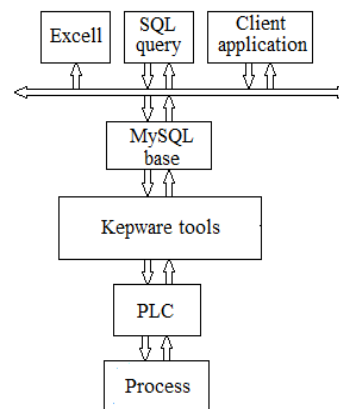 Excell
SQL
query
Client
application
MySQL
base
Kepware tools
PLC
Process